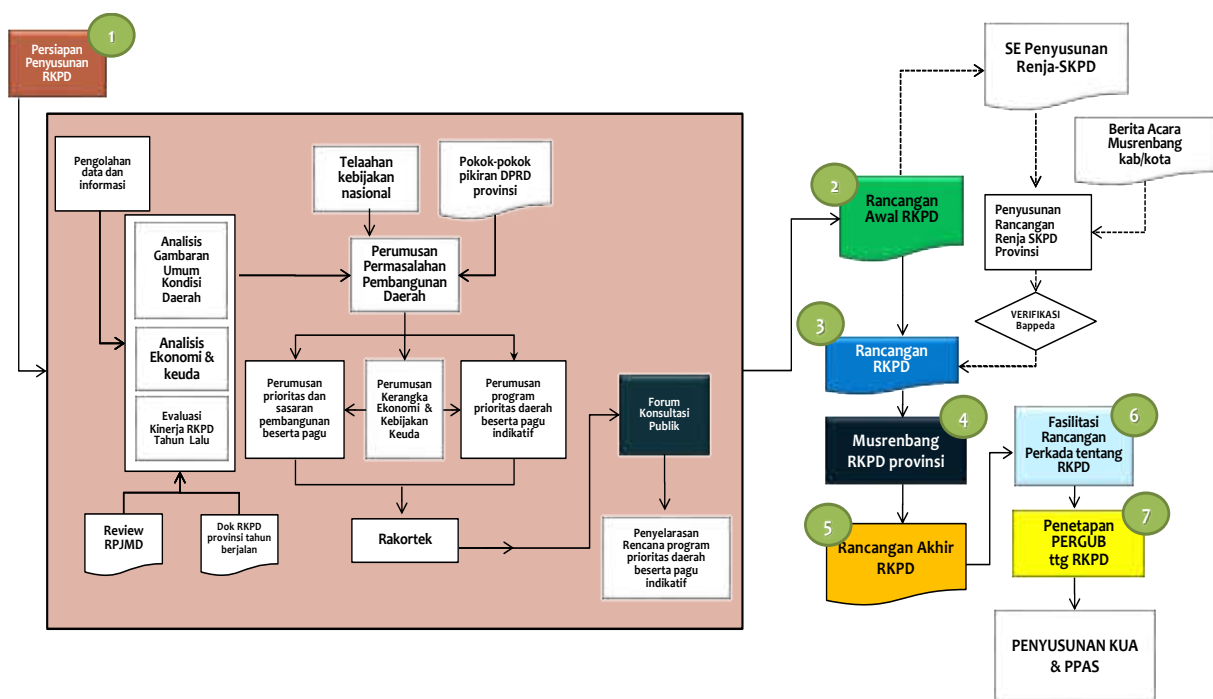 1
Persiapan
Penyusunan
RKPD
Pengolahan
data dan
informasi
Telaahan
kebijakan
nasional
Pokok-pokok
pikiran DPRD
provinsi
Analisis
Gambaran
Umum
Kondisi
Daerah
Analisis
Ekonomi &
keuda
Evaluasi
Kinerja RKPD
Tahun Lalu
Perumusan
Permasalahan
Pembangunan
Daerah
Perumusan
prioritas dan
sasaran
pembangunan
beserta pagu
Perumusan
Kerangka
Ekonomi &
Kebijakan
Keuda
Perumusan
program
prioritas daerah
beserta pagu
indikatif
Review
RPJMD
Dok RKPD
provinsi tahun
berjalan
Rakortek
Forum
Konsultasi
Publik
Penyelarasan
Rencana program
prioritas daerah
beserta pagu
indikatif
SE Penyusunan
Renja-SKPD
Berita Acara
Musrenbang
kab/kota
2
Rancangan
Awal RKPD
Penyusunan
Rancangan
Renja SKPD
Provinsi
VERIFIKASI
Bappeda
3
Rancangan
RKPD
4
Musrenbang
RKPD provinsi
5
Rancangan Akhir
RKPD
6
Fasilitasi
Rancangan
Perkada tentang
RKPD
7
Penetapan
PERGUB
ttg RKPD
PENYUSUNAN KUA
& PPAS